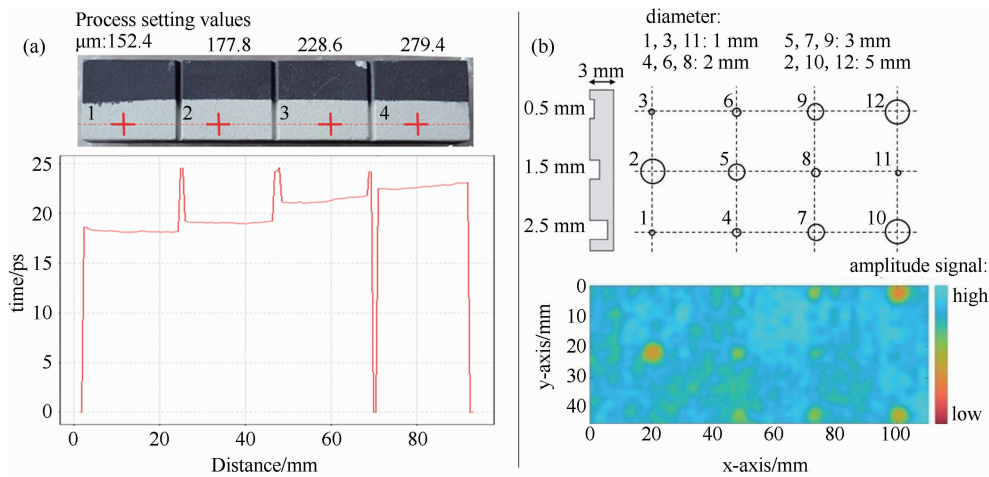 (a)
Process setting values
μm:152.4 177.8 228.6 279.4
1 2 3 4
25
20
15
10
5
0
time/ps
0 20 40 60 80
Distance/mm
(b)
diameter:
1, 3, 11: 1 mm 5, 7, 9: 3 mm
4, 6, 8: 2 mm 2, 10, 12: 5 mm
3 mm
0.5 mm 3 6 9 12
1.5 mm 2 5 8 11
2.5 mm 1 4 7 10
amplitude signal:
high
low
0
10
20
30
40
y-axis/mm
0 20 40 60 80 100
x-axis/mm